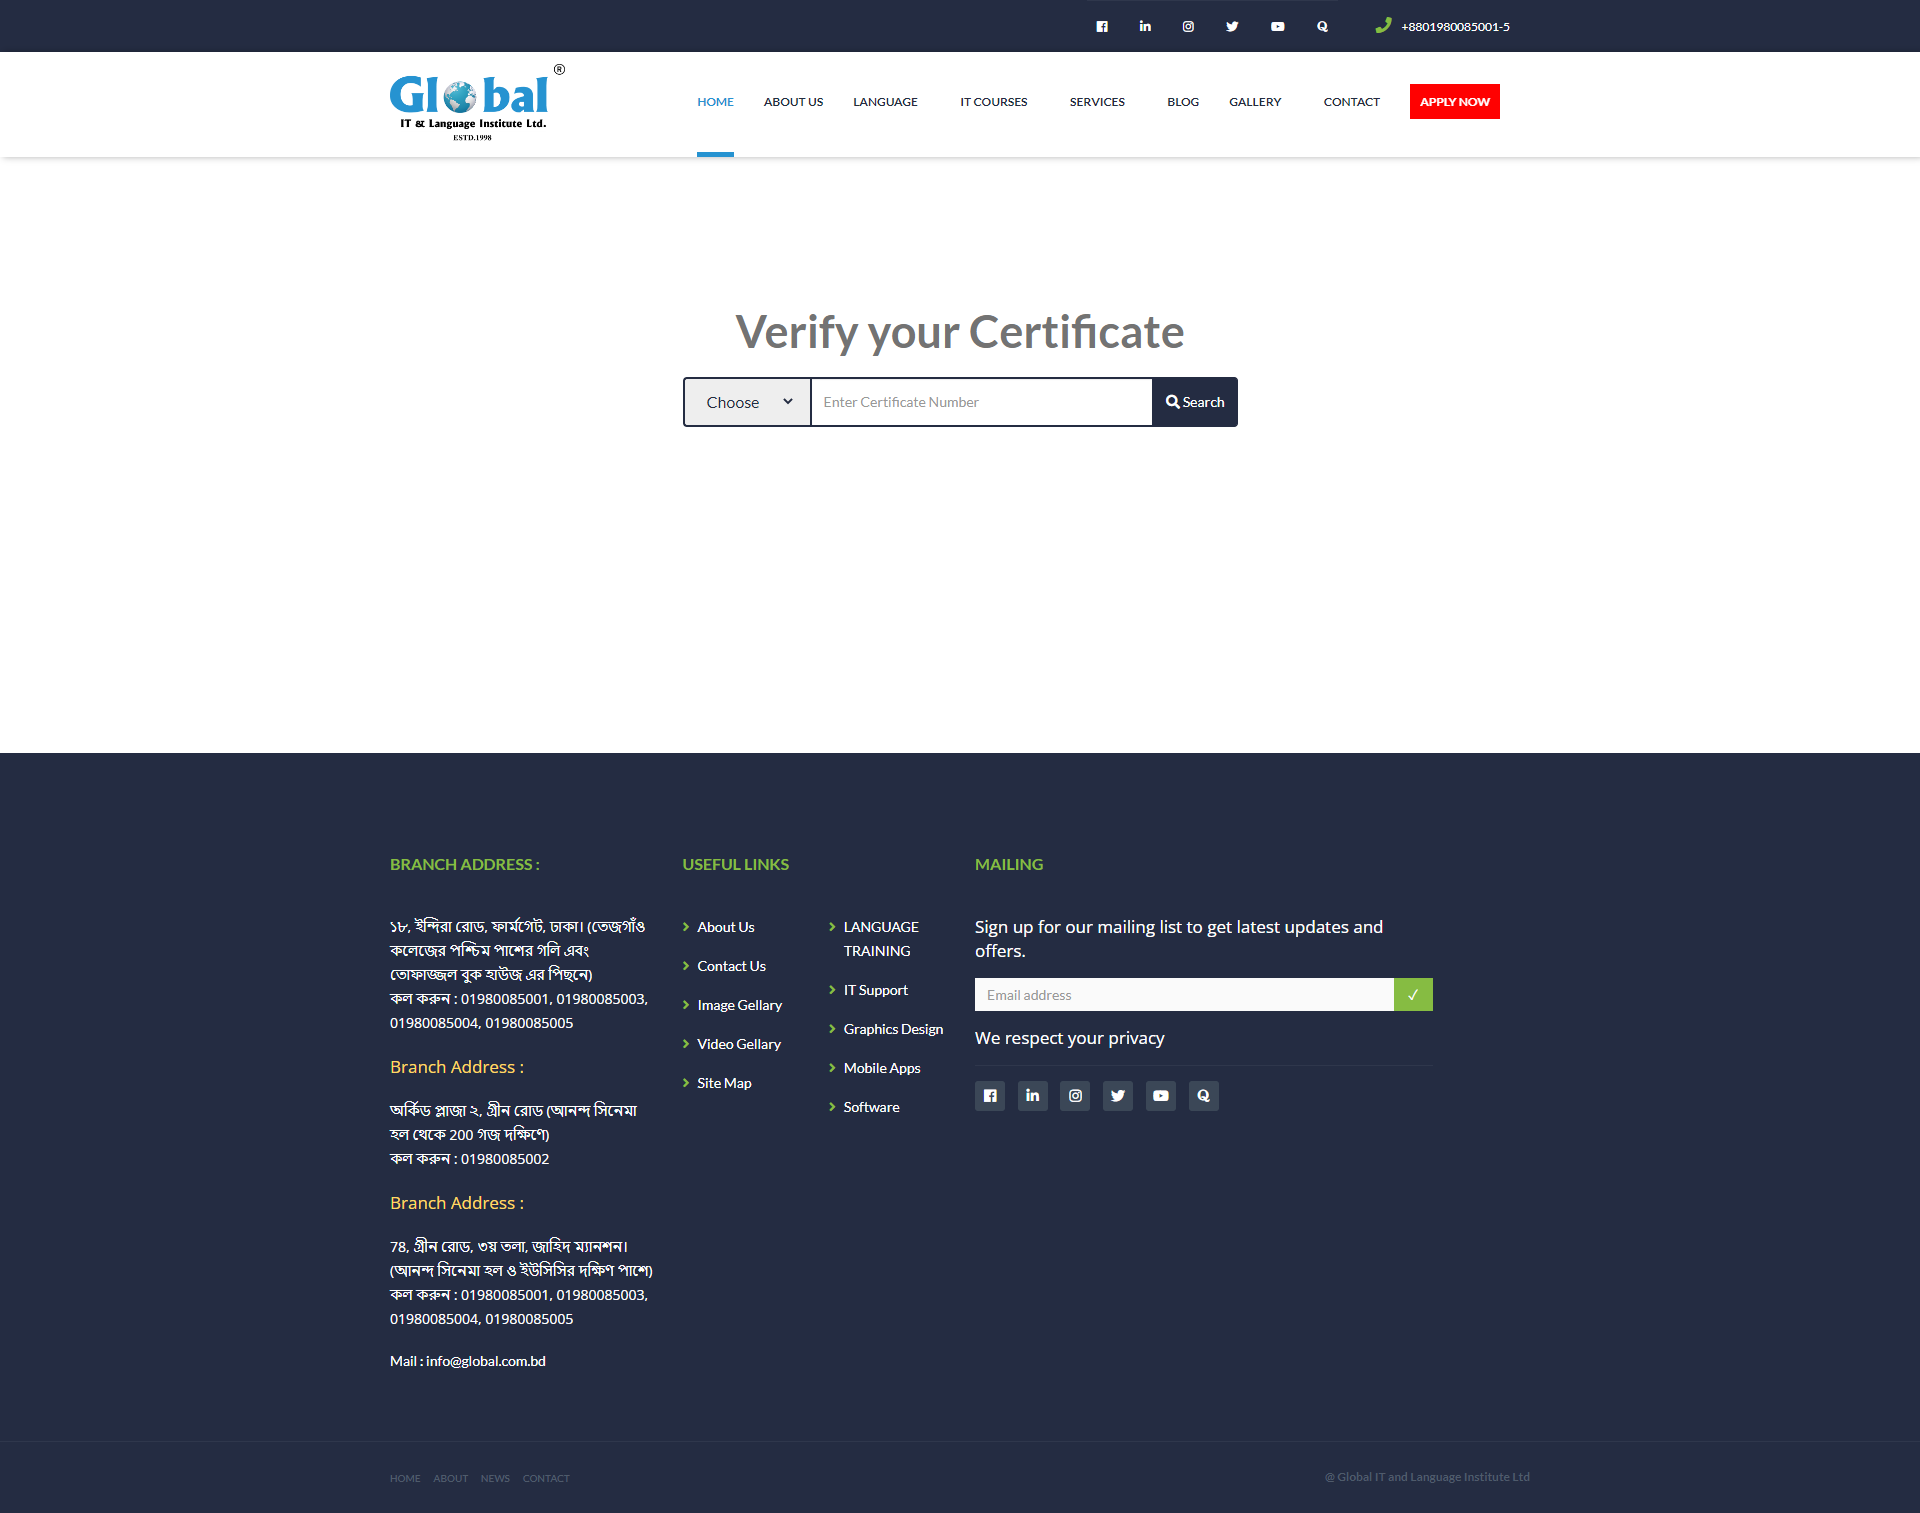 +8801980085001-5
Global ®
IT & Language Institute Ltd.
ESTD.1998
HOME ABOUT US LANGUAGE IT COURSES SERVICES BLOG GALLERY CONTACT APPLY NOW
Verify your Certificate
Choose Enter Certificate Number Search
BRANCH ADDRESS :
১৮, ইন্দিরা রোড, ফার্মগেট, ঢাকা। (তেজগাঁও
কলেজের পশ্চিম পাশের গলি এবং
তোফাজ্জল বুক হাউজ এর পিছনে)
কল করুন : 01980085001, 01980085003,
01980085004, 01980085005
Branch Address :
অর্কিড প্লাজা ২, গ্রীন রোড (আনন্দ সিনেমা
হল থেকে 200 গজ দক্ষিণে)
কল করুন : 01980085002
Branch Address :
78, গ্রীন রোড, ৩য় তলা, জাহিদ ম্যানশন।
(আনন্দ সিনেমা হল ও ইউসিসির দক্ষিণ পাশে)
কল করুন : 01980085001, 01980085003,
01980085004, 01980085005
Mail : info@global.com.bd
USEFUL LINKS
About Us
Contact Us
Image Gellary
Video Gellary
Site Map
LANGUAGE
TRAINING
IT Support
Graphics Design
Mobile Apps
Software
MAILING
Sign up for our mailing list to get latest updates and
offers.
Email address ✓
We respect your privacy
HOME ABOUT NEWS CONTACT
@ Global IT and Language Institute Ltd